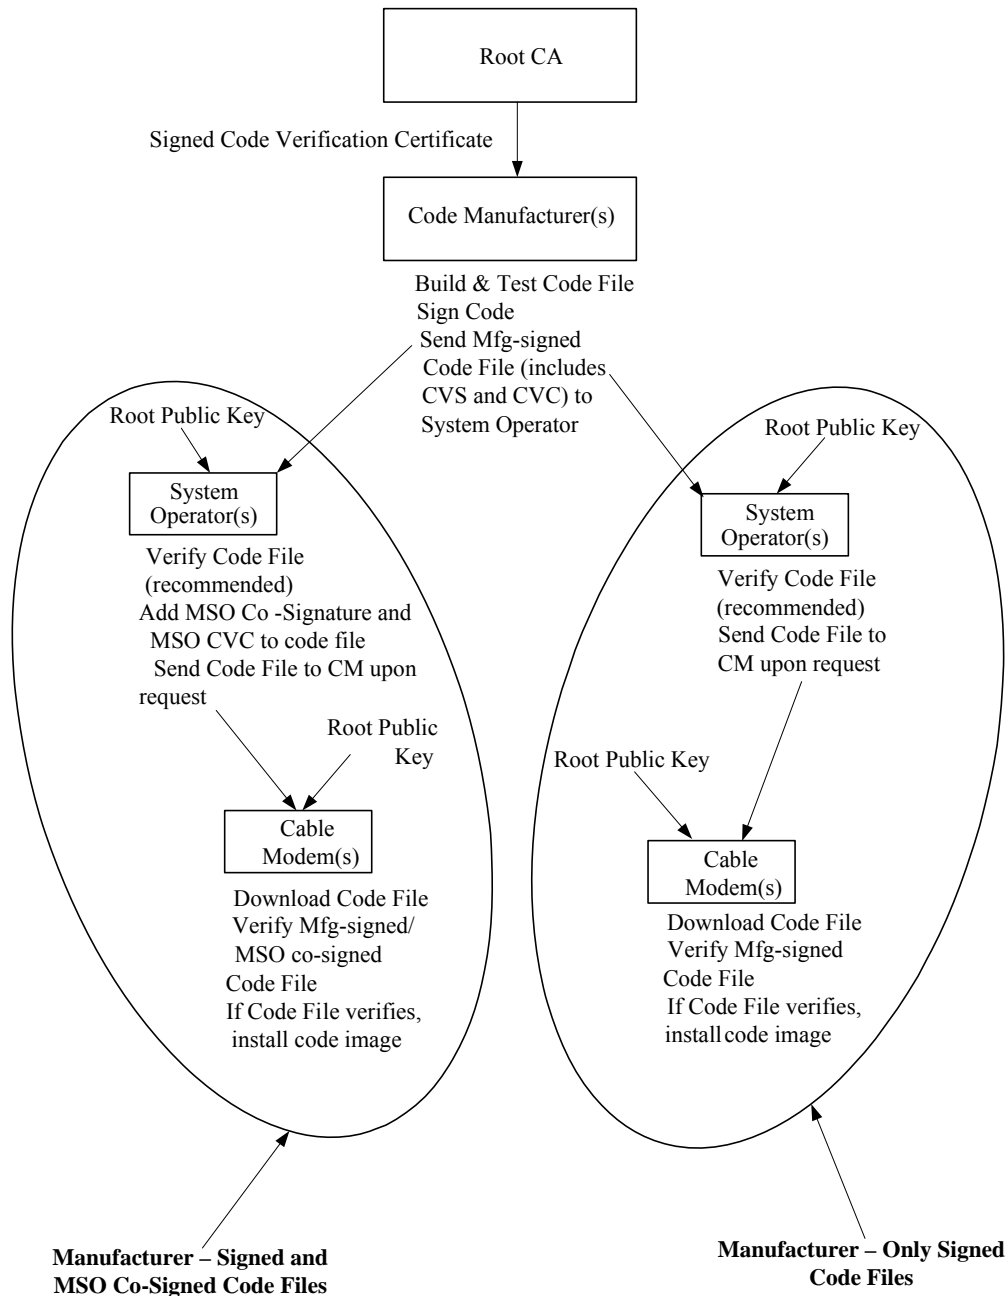 Root CA
Signed Code Verification Certificate
Code Manufacturer(s)
Build & Test Code File
Sign Code
Send Mfg-signed
Code File (includes
CVS and CVC) to
System Operator
Root Public Key
System
Operator(s)
Verify Code File
(recommended)
Add MSO Co -Signature and
MSO CVC to code file
Send Code File to CM upon
request
Root Public
Key
Cable
Modem(s)
Download Code File
Verify Mfg-signed/
MSO co-signed
Code File
If Code File verifies,
install code image
Manufacturer – Signed and
MSO Co-Signed Code Files
Root Public Key
System
Operator(s)
Verify Code File
(recommended)
Send Code File to
CM upon request
Root Public Key
Cable
Modem(s)
Download Code File
Verify Mfg-signed
Code File
If Code File verifies,
install code image
Manufacturer – Only Signed
Code Files